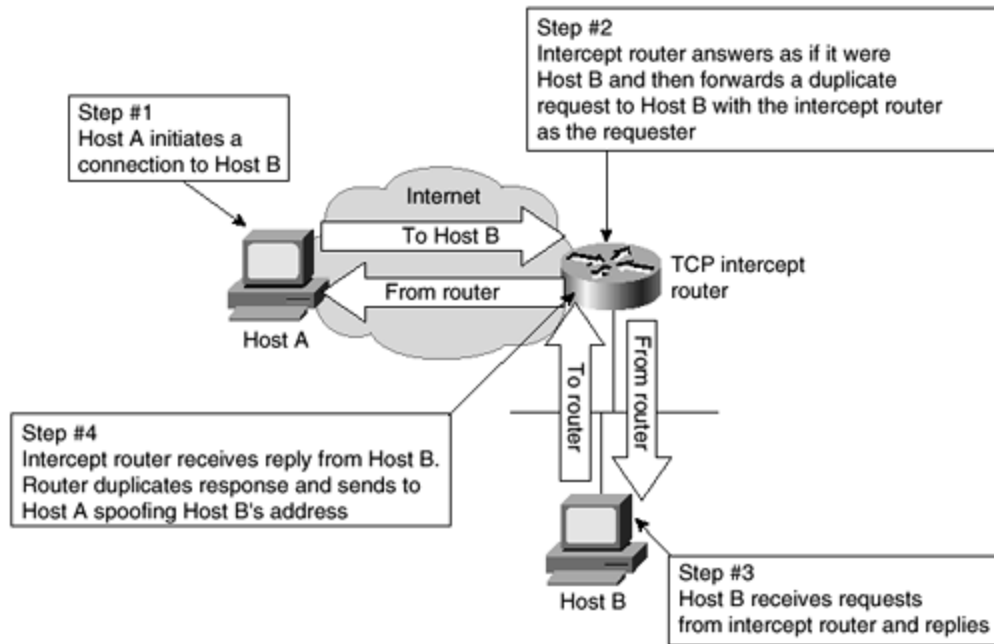 Step #2
Intercept router answers as if it were
Host B and then forwards a duplicate
request to Host B with the intercept router
as the requester
Step #1
Host A initiates a
connection to Host B
Internet
To Host B
From router
TCP intercept
router
Host A
To router
From router
Step #4
Intercept router receives reply from Host B.
Router duplicates response and sends to
Host A spoofing Host B's address
Host B
Step #3
Host B receives requests
from intercept router and replies